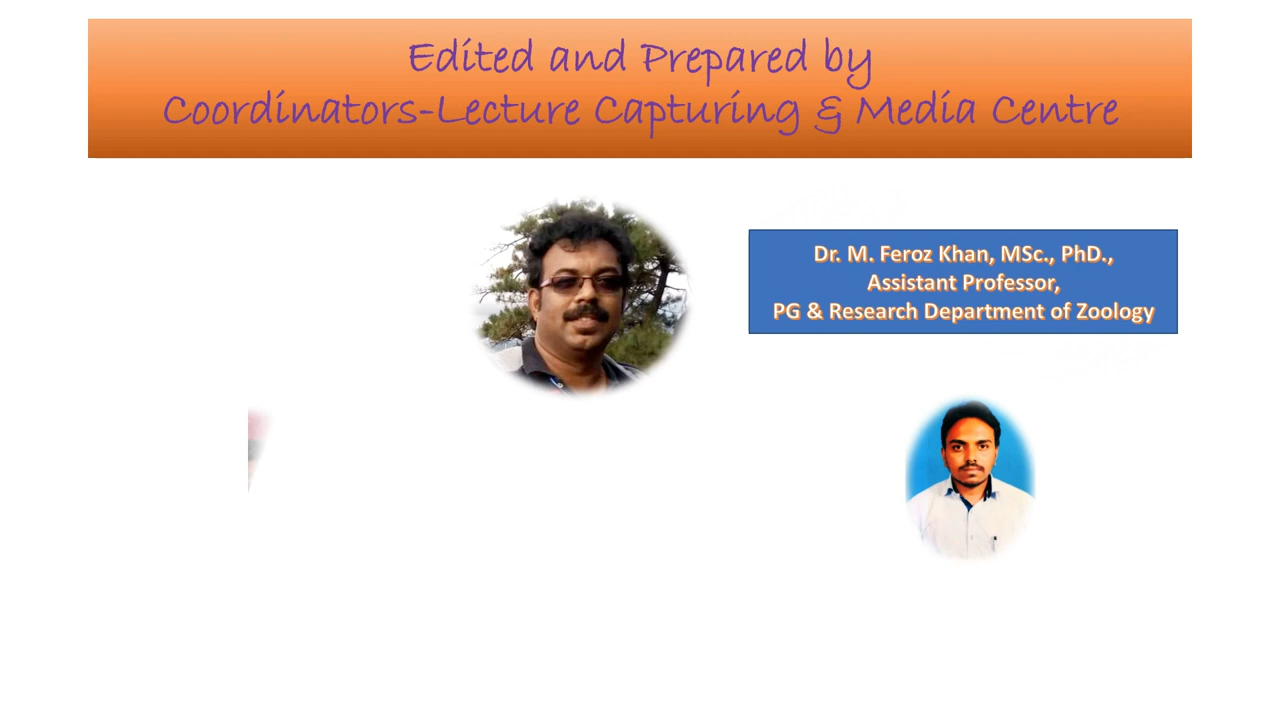 Edited and Prepared by
Coordinators-Lecture Capturing & Media Centre
Dr. M. Feroz Khan, MSc., PhD.,
Assistant Professor,
PG & Research Department of Zoology